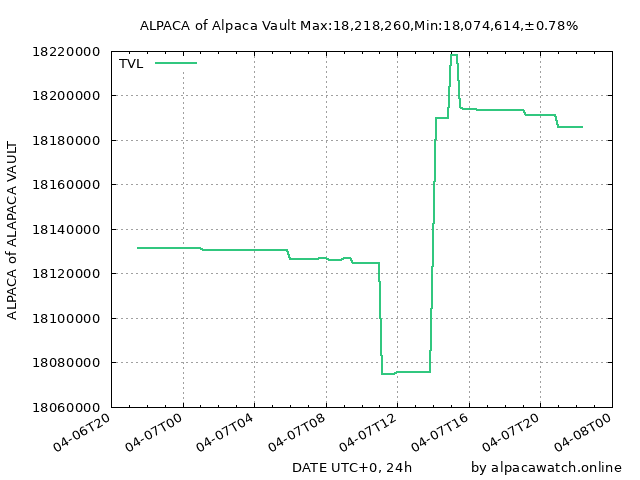 ALPACA of Alpaca Vault Max:18,218,260,Min:18,074,614,±0.78%
TVL
18220000
18200000
18180000
18160000
18140000
18120000
18100000
18080000
18060000
ALPACA of ALAPACA VAULT
04-06T20
04-07T00
04-07T04
04-07T08
04-07T12
04-07T16
04-07T20
04-08T00
DATE UTC+0, 24h
by alpacawatch.online